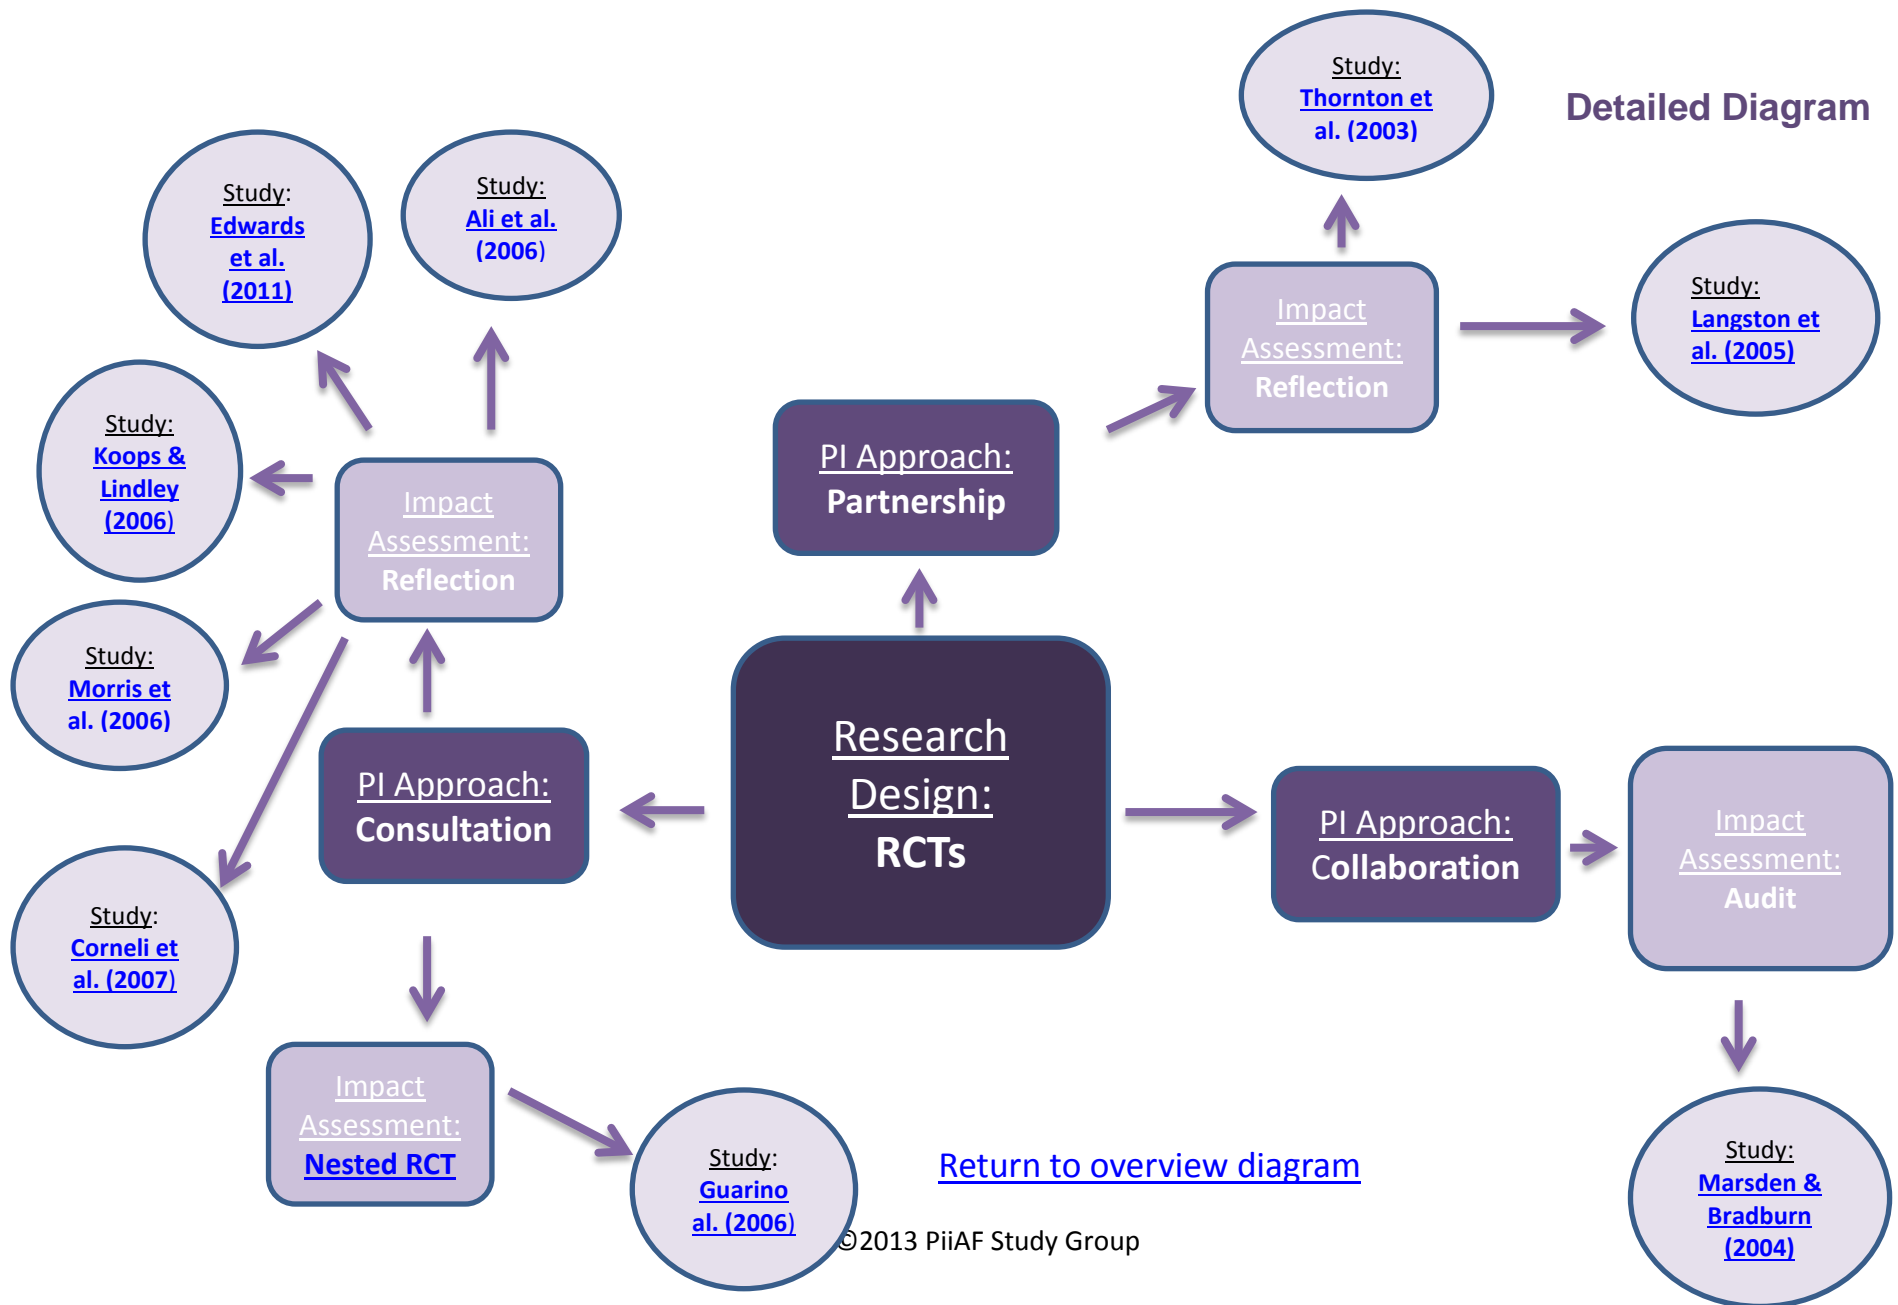 Detailed Diagram
Study:
Thornton et
al. (2003)
Study:
Edwards
et al.
(2011)
Study:
Ali et al.
(2006)
Study:
Langston et
al. (2005)
Impact
Assessment:
Reflection
Study:
Koops &
Lindley
(2006)
PI Approach:
Partnership
Impact
Assessment:
Reflection
Study:
Morris et
al. (2006)
PI Approach:
Consultation
Research
Design:
RCTs
PI Approach:
Collaboration
Impact
Assessment:
Audit
Study:
Corneli et
al. (2007)
Impact
Assessment:
Nested RCT
Study:
Guarino
al. (2006)
Return to overview diagram
Study:
Marsden &
Bradburn
(2004)
©2013 PiiAF Study Group